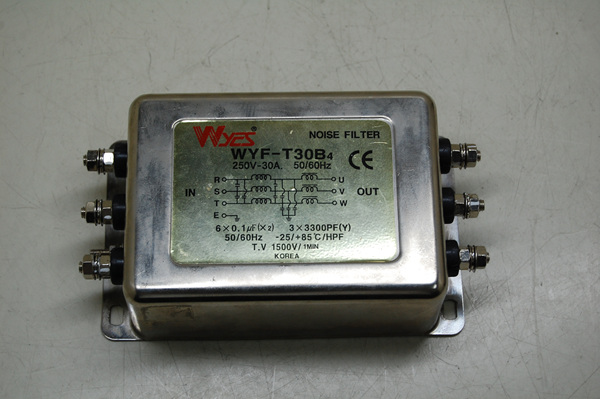 WYES NOISE FILTER
WYF-T30B4
250V-30A, 50/60Hz CE
R U
IN S V OUT
T W
E
6×0.1μF(X2) 3×3300PF(Y)
50/60Hz -25/+85℃/HPF
T.V 1500V/1MIN
KOREA